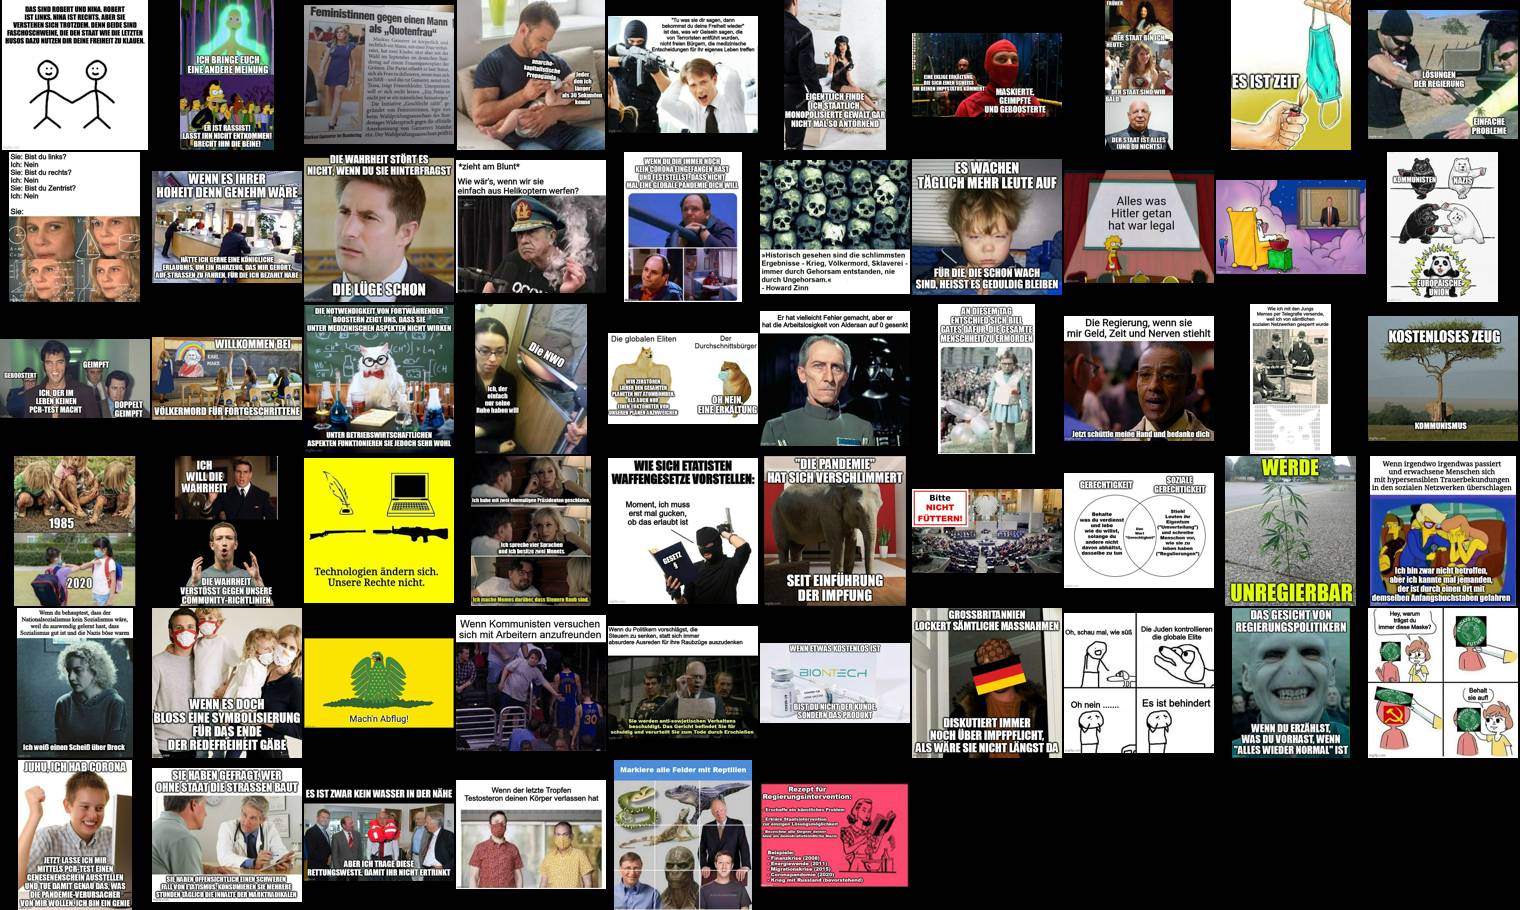 DAS SIND ROBERT UND NINA. ROBERT
IST LINKS. NINA IST RECHTS. ABER SIE
VERSTEHEN SICH TROTZDEM. DENN BEIDE SIND
FASCHOSCHWEINE, DIE DEN STAAT WIE DIE LETZTEN
HUSOS DAZU NUTZEN DIR DEINE FREIHEIT ZU KLAUEN.
ICH BRINGE EUCH
EINE ANDERE MEINUNG
ER IST RASSIST!
LASST IHN NICHT ENTKOMMEN!
BRECHT IHM DIE BEINE!
Feministinnen gegen einen Mann
als „Quotenfrau“
anarcho-
kapitalistische
Propaganda
Jeder
den ich
länger
als 30 Sekunden
kenne
"Tu was sie dir sagen, dann
bekommst du deine Freiheit wieder"
ist das, was wir Geiseln sagen, die
von Terroristen entführt wurden,
nicht freien Bürgern, die medizinische
Entscheidungen für ihr eigenes Leben treffen
EIGENTLICH FINDE
ICH STAATLICH
MONOPOLISIERTE GEWALT GAR
NICHT MAL SO ANTÖRNEND
EINE EKLIGE ERKÄLTUNG,
DIE SICH EINEN SCHEISS
UM DEINEN IMPFSTATUS KÜMMERT
MASKIERTE,
GEIMPFTE
UND GEBOOSTERTE
FRÜHER:
DER STAAT BIN ICH
HEUTE:
DER STAAT SIND WIR
BALD:
DER STAAT IST ALLES
(UND DU NICHTS)
ES IST ZEIT
LÖSUNGEN
DER REGIERUNG
EINFACHE
PROBLEME
Sie: Bist du links?
Ich: Nein
Sie: Bist du rechts?
Ich: Nein
Sie: Bist du Zentrist?
Ich: Nein
Sie:
WENN ES IHRER
HOHEIT DENN GENEHM WÄRE,
HÄTTE ICH GERNE EINE KÖNIGLICHE
ERLAUBNIS, UM EIN FAHRZEUG, DAS MIR GEHÖRT,
AUF STRASSEN ZU FAHREN, FÜR DIE ICH BEZAHLT HABE
DIE WAHRHEIT STÖRT ES
NICHT, WENN DU SIE HINTERFRAGST
DIE LÜGE SCHON
*zieht am Blunt*
Wie wär's, wenn wir sie
einfach aus Helikoptern werfen?
WENN DU DIR IMMER NOCH
KEIN CORONA EINGEFANGEN HAST
UND FESTSTELLST, DASS NICHT
MAL EINE GLOBALE PANDEMIE DICH WILL
»Historisch gesehen sind die schlimmsten
Ergebnisse - Krieg, Völkermord, Sklaverei -
immer durch Gehorsam entstanden, nie
durch Ungehorsam.«
- Howard Zinn
ES WACHEN
TÄGLICH MEHR LEUTE AUF
FÜR DIE, DIE SCHON WACH
SIND, HEISST ES GEDULDIG BLEIBEN
Alles was
Hitler getan
hat war legal
KOMMUNISTEN
NAZIS
EUROPÄISCHE
UNION
GEBOOSTERT
GEIMPFT
ICH, DER IM
LEBEN KEINEN
PCR-TEST MACHT
DOPPELT
GEIMPFT
WILLKOMMEN BEI
KARL
MARX
VÖLKERMORD FÜR FORTGESCHRITTENE
DIE NOTWENDIGKEIT VON FORTWÄHRENDEN
BOOSTERN ZEIGT UNS, DASS SIE
UNTER MEDIZINISCHEN ASPEKTEN NICHT WIRKEN
UNTER BETRIEBSWIRTSCHAFTLICHEN
ASPEKTEN FUNKTIONIEREN SIE JEDOCH SEHR WOHL
Die NWO
Ich, der
einfach
nur seine
Ruhe haben will
Die globalen Eliten
Der
Durchschnittsbürger
WIR ZERSTÖREN
LIEBER DEN GESAMTEN
PLANETEN MIT ATOMBOMBEN,
ALS AUCH NUR
EINEN FUSSBREIT VON
UNSEREN PLÄNEN ABZUWEICHEN
OH NEIN,
EINE ERKÄLTUNG
Er hat vielleicht Fehler gemacht, aber er
hat die Arbeitslosigkeit von Alderaan auf 0 gesenkt
AN DIESEM TAG
ENTSCHIED SICH BILL
GATES DAFÜR, DIE GESAMTE
MENSCHHEIT ZU ERMORDEN
Die Regierung, wenn sie
mir Geld, Zeit und Nerven stiehlt
Jetzt schüttle meine Hand und bedanke dich
Wie ich mit den Jungs
Memes per Telegrafie versende,
weil ich von sämtlichen
sozialen Netzwerken gesperrt wurde
KOSTENLOSES ZEUG
KOMMUNISMUS
1985
2020
ICH
WILL DIE
WAHRHEIT
DIE WAHRHEIT
VERSTÖSST GEGEN UNSERE
COMMUNITY-RICHTLINIEN
Technologien ändern sich.
Unsere Rechte nicht.
Ich habe mit zwei ehemaligen Präsidenten geschlafen.
Ich spreche vier Sprachen
und ich besitze zwei Monets.
Ich mache Memes darüber, dass Steuern Raub sind.
WIE SICH ETATISTEN
WAFFENGESETZE VORSTELLEN:
Moment, ich muss
erst mal gucken,
ob das erlaubt ist
GESETZ
"DIE PANDEMIE"
HAT SICH VERSCHLIMMERT
SEIT EINFÜHRUNG
DER IMPFUNG
Bitte
NICHT
FÜTTERN!
GERECHTIGKEIT
SOZIALE
GERECHTIGKEIT
Behalte
was du verdienst
und lebe
wie du willst,
solange du
andere nicht
davon abhältst,
dasselbe zu tun
Das
Wort
"Gerechtigkeit"
Stiehl
Leuten ihr
Eigentum
("Umverteilung")
und schreibe
Menschen vor,
wie sie zu
leben haben
("Regulierungen")
WERDE
UNREGIERBAR
Wenn irgendwo irgendwas passiert
und erwachsene Menschen sich
mit hypersensiblen Trauerbekundungen
in den sozialen Netzwerken überschlagen
Ich bin zwar nicht betroffen,
aber ich kannte mal jemanden,
der ist durch einen Ort mit
demselben Anfangsbuchstaben gefahren
Wenn du behauptest, dass der
Nationalsozialismus kein Sozialismus wäre,
weil du auswendig gelernt hast, dass
Sozialismus gut ist und die Nazis böse waren
Ich weiß einen Scheiß über Dreck
WENN ES DOCH
BLOSS EINE SYMBOLISIERUNG
FÜR DAS ENDE
DER REDEFREIHEIT GÄBE
Mach'n Abflug!
Wenn Kommunisten versuchen
sich mit Arbeitern anzufreunden
Wenn du Politikern vorschlägst, die
Steuern zu senken, statt sich immer
absurdere Ausreden für ihre Raubzüge auszudenken
Sie werden anti-sowjetischen Verhaltens
beschuldigt. Das Gericht befindet Sie für
schuldig und verurteilt Sie zum Tode durch Erschießen
WENN ETWAS KOSTENLOS IST
BIONTECH
BIST DU NICHT DER KUNDE,
SONDERN DAS PRODUKT
GROSSBRITANNIEN
LOCKERT SÄMTLICHE MASSNAHMEN
DISKUTIERT IMMER
NOCH ÜBER IMPFPFLICHT,
ALS WÄRE SIE NICHT LÄNGST DA
Oh, schau mal, wie süß
Die Juden kontrollieren
die globale Elite
Oh nein .......
Es ist behindert
DAS GESICHT VON
REGIERUNGSPOLITIKERN
WENN DU ERZÄHLST,
WAS DU VORHAST, WENN
"ALLES WIEDER NORMAL" IST
Hey, warum
trägst du
immer diese Maske?
Behalt
sie auf!
JUHU, ICH HAB CORONA
JETZT LASSE ICH MIR
MITTELS PCR-TEST EINEN
GENESENENSCHEIN AUSSTELLEN
UND TUE DAMIT GENAU DAS, WAS
DIE PANDEMIE-VERURSACHER
VON MIR WOLLEN. ICH BIN EIN GENIE
SIE HABEN GEFRAGT, WER
OHNE STAAT DIE STRASSEN BAUT
SIE HABEN OFFENSICHTLICH EINEN SCHWEREN
FALL VON ETATISMUS. KONSUMIEREN SIE MEHRERE
STUNDEN TÄGLICH DIE INHALTE DER MARKTRADIKALEN
ES IST ZWAR KEIN WASSER IN DER NÄHE
ABER ICH TRAGE DIESE
RETTUNGSWESTE, DAMIT IHR NICHT ERTRINKT
Wenn der letzte Tropfen
Testosteron deinen Körper verlassen hat
Markiere alle Felder mit Reptilien
Rezept für
Regierungsintervention:
Erschaffe ein künstliches Problem
Erkläre Staatsintervention
zur einzigen Lösungsmöglichkeit
Bezeichne alle Gegner deiner
Idee als demokratiefeindliche Nazis
Beispiele:
- Finanzkrise (2008)
- Energiewende (2011)
- Migrationskrise (2015)
- Coronapandemie (2020)
- Krieg mit Russland (bevorstehend)